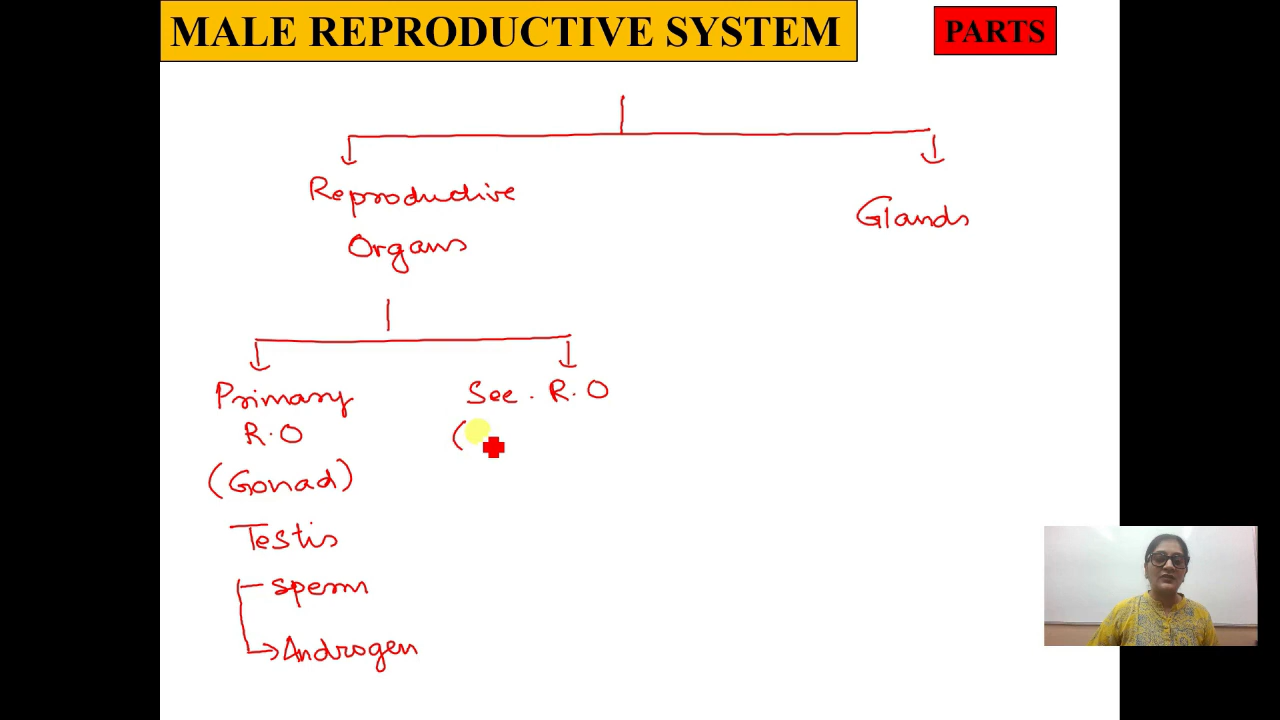 MALE REPRODUCTIVE SYSTEM
PARTS
Reproductive
Organs
Glands
Primary
R.O
(Gonad)
Testis
Sperm
Androgen
Sec. R.O
(